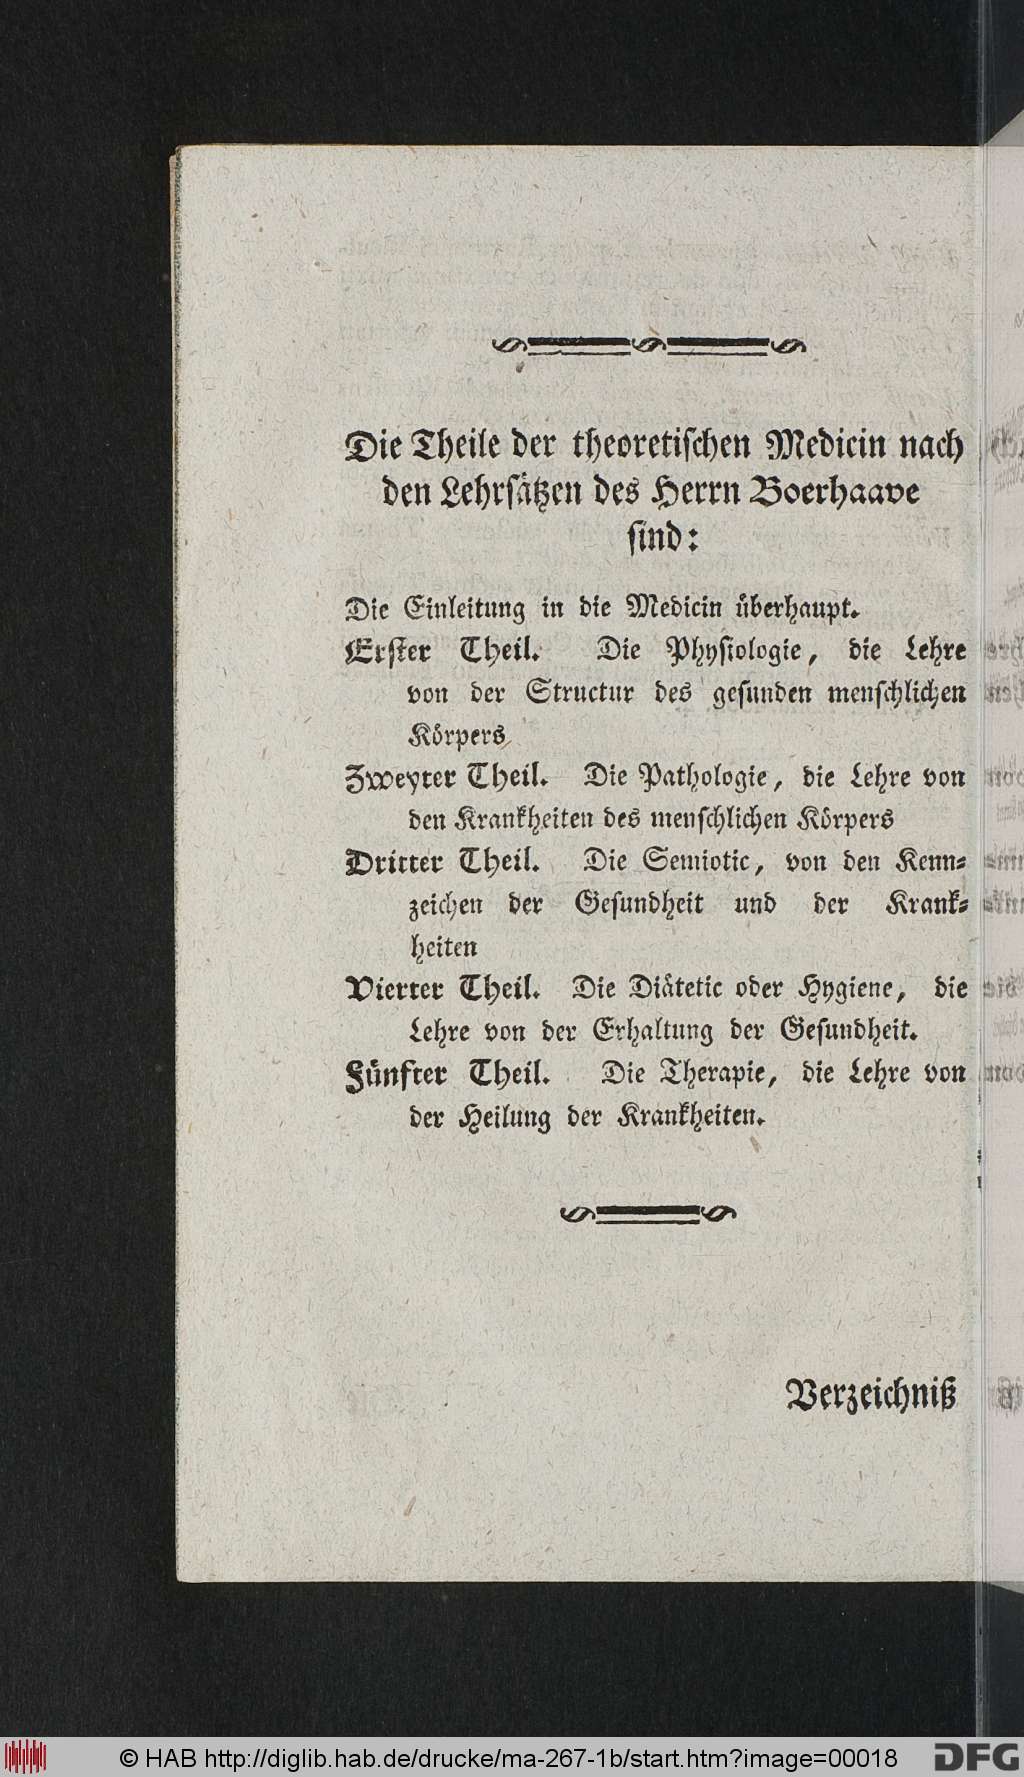 Die Theile der theoretischen Medicin nach
den Lehrsätzen des Herrn Boerhaave
sind:
Die Einleitung in die Medicin überhaupt.
Erster Theil. Die Physiologie, die Lehre
von der Structur des gesunden menschlichen
Körpers
Zweyter Theil. Die Pathologie, die Lehre von
den Krankheiten des menschlichen Körpers
Dritter Theil. Die Semiotic, von den Kenn-
zeichen der Gesundheit und der Krank-
heiten
Vierter Theil. Die Diätetic oder Hygiene, die
Lehre von der Erhaltung der Gesundheit.
Fünfter Theil. Die Therapie, die Lehre von
der Heilung der Krankheiten.
Verzeichniß
© HAB http://diglib.hab.de/drucke/ma-267-1b/start.htm?image=00018
DFG